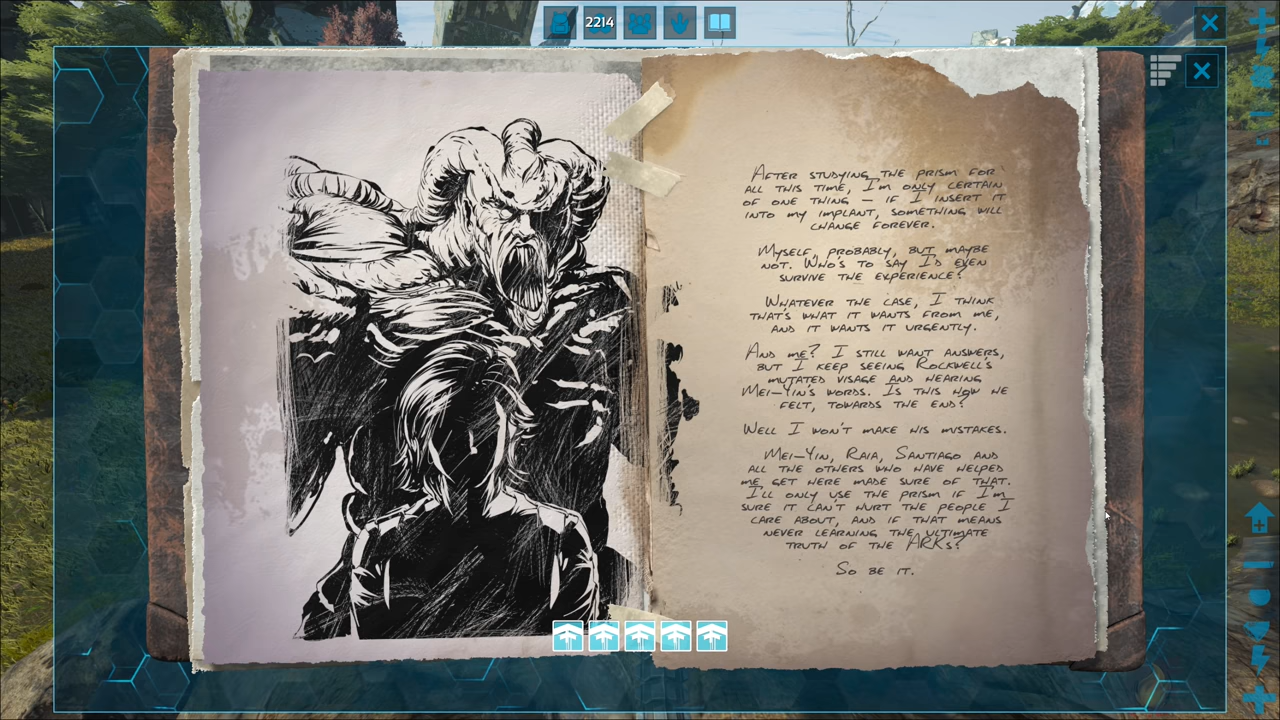 2214
After studying the prism for
all this time, I'm only certain
of one thing – if I insert it
into my implant, something will
change forever.
Myself, probably, but maybe
not. Who's to say I'd even
survive the experience?
Whatever the case, I think
that's what it wants from me,
and it wants it urgently.
And me? I still want answers,
but I keep seeing Rockwell's
mutated visage and hearing
Mei-Yin's words. Is this how he
felt, towards the end?
Well I won't make his mistakes.
Mei-Yin, Raia, Santiago and
all the others who have helped
me get here made sure of that.
I'll only use the prism if I'm
sure it can't hurt the people I
care about, and if that means
never learning the ultimate
truth of the ARKs?
So be it.